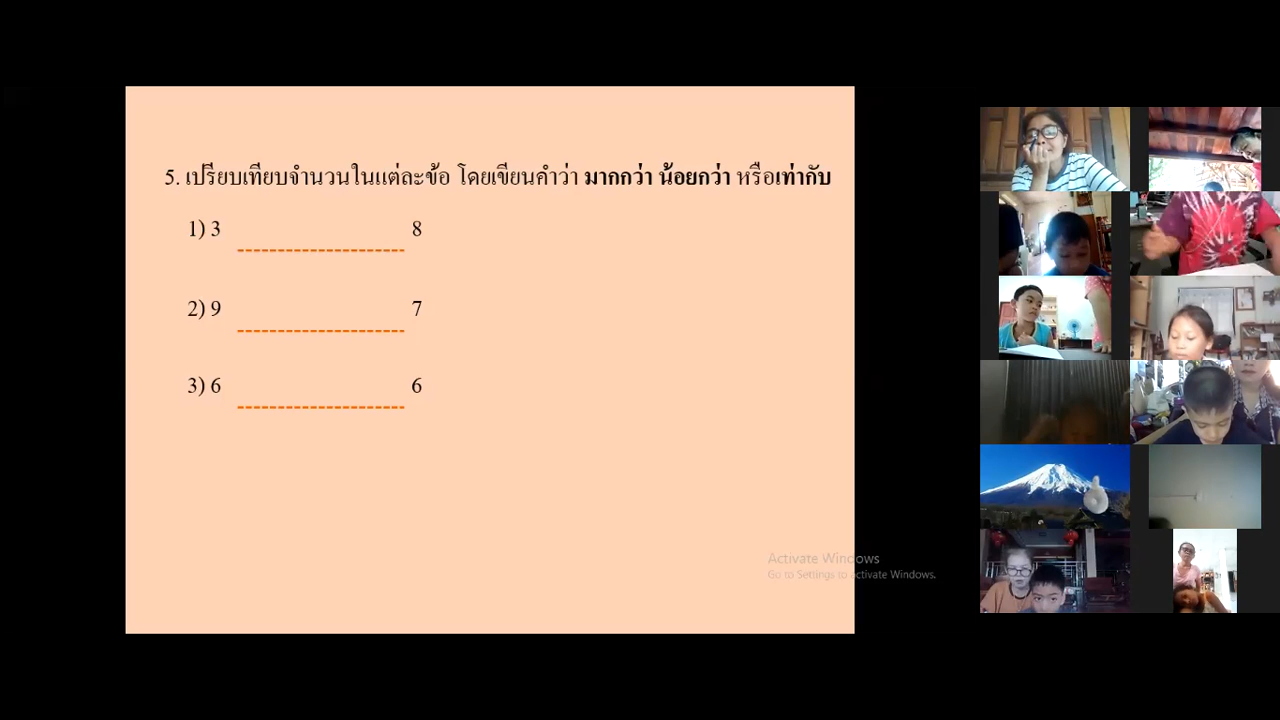 5. เปรียบเทียบจำนวนในแต่ละข้อ โดยเขียนคำว่า มากกว่า น้อยกว่า หรือเท่ากับ
1) 3 --------------------- 8
2) 9 --------------------- 7
3) 6 --------------------- 6
Activate Windows
Go to Settings to activate Windows.